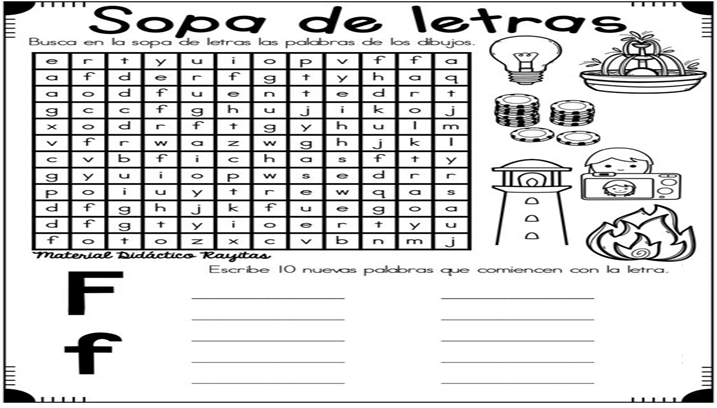 Sopa de letras
Busca en la sopa de letras las palabras de los dibujos.
e r t y u i o p v f f a
a f d e r f g t y h a q
a o d f u e n t e d r t
g c c f g h u j i k o j
x o d r f t g y h u l m
v f r w a z w g h j k l
c v b f i c h a s f t y
g y u i o p w s e d r r
p o i u y t r e w q a s
d f g h j k f u e g o a
d f g t y i o e r t y u
f o t o z x c v b n m j
Material Didáctico Rayitas
Escribe 10 nuevas palabras que comiencen con la letra.
F
f